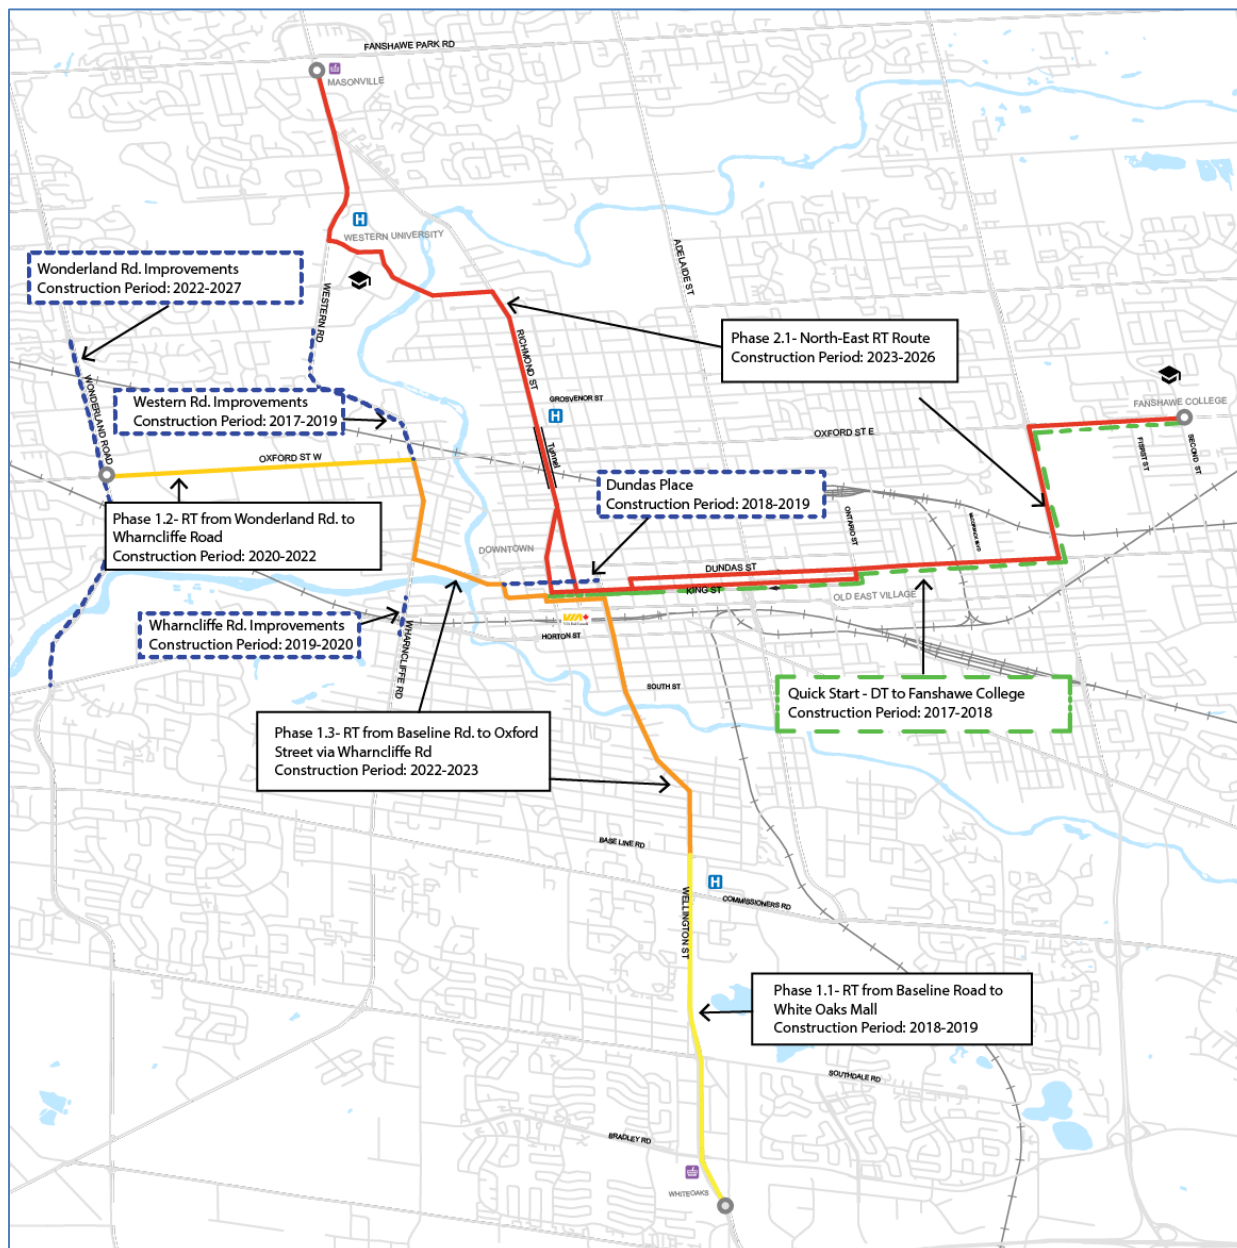 FANSHAWE PARK RD
MASONVILLE
H
WESTERN UNIVERSITY
ADELAIDE ST
Wonderland Rd. Improvements
Construction Period: 2022-2027
WESTERN RD
RICHMOND ST
Phase 2.1- North-East RT Route
Construction Period: 2023-2026
WONDERLAND ROAD
Western Rd. Improvements
Construction Period: 2017-2019
GROSVENOR ST
H
FANSHAWE COLLEGE
OXFORD ST E
FIRST ST
SECOND ST
OXFORD ST W
Tunnel
Dundas Place
Construction Period: 2018-2019
Phase 1.2- RT from Wonderland Rd. to
Wharncliffe Road
Construction Period: 2020-2022
ONTARIO ST
DOWNTOWN
DUNDAS ST
KING ST
OLD EAST VILLAGE
VIA
Wharncliffe Rd. Improvements
Construction Period: 2019-2020
WHARNCLIFFE RD
HORTON ST
SOUTH ST
Quick Start - DT to Fanshawe College
Construction Period: 2017-2018
Phase 1.3- RT from Baseline Rd. to Oxford
Street via Wharncliffe Rd
Construction Period: 2022-2023
BASE LINE RD
H
WELLINGTON ST
COMMISSIONERS RD
Phase 1.1- RT from Baseline Road to
White Oaks Mall
Construction Period: 2018-2019
SOUTHDALE RD
BRADLEY RD
WHITEOAKS